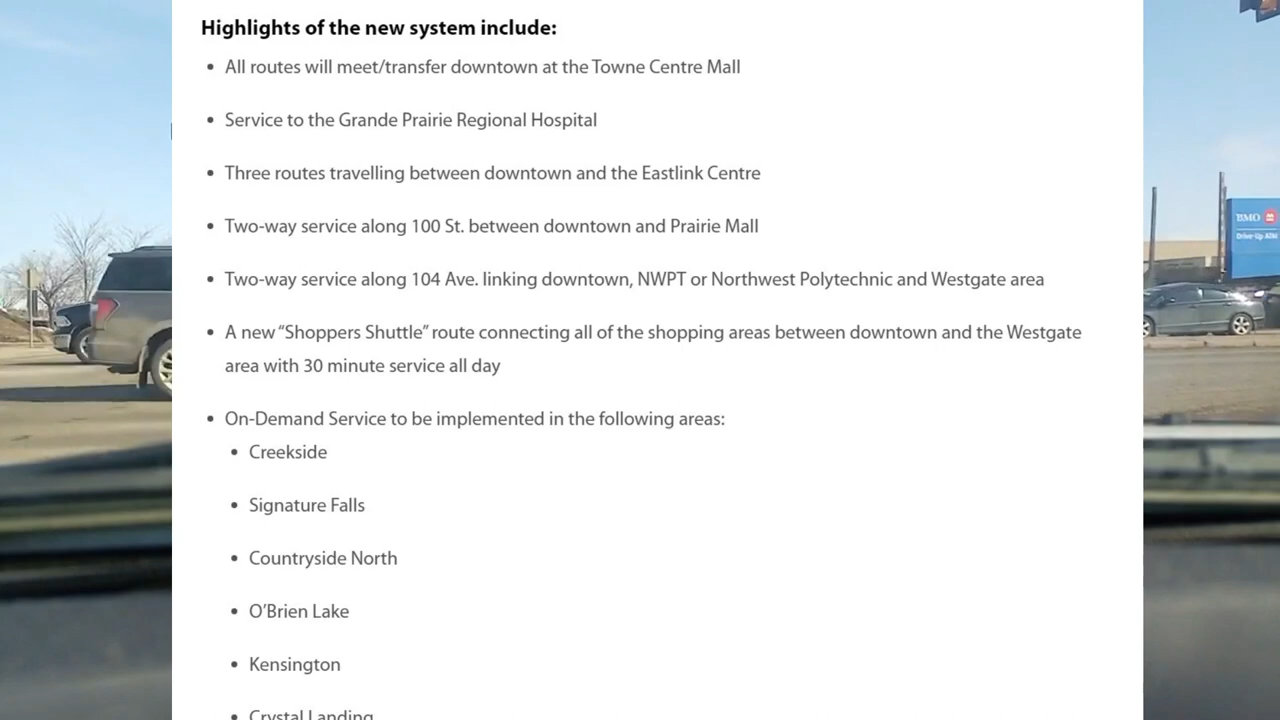 Highlights of the new system include:
• All routes will meet/transfer downtown at the Towne Centre Mall
• Service to the Grande Prairie Regional Hospital
• Three routes travelling between downtown and the Eastlink Centre
• Two-way service along 100 St. between downtown and Prairie Mall
• Two-way service along 104 Ave. linking downtown, NWPT or Northwest Polytechnic and Westgate area
• A new “Shoppers Shuttle” route connecting all of the shopping areas between downtown and the Westgate
area with 30 minute service all day
• On-Demand Service to be implemented in the following areas:
• Creekside
• Signature Falls
• Countryside North
• O’Brien Lake
• Kensington
• Crystal Landing
BMO
Drive-Up ATM